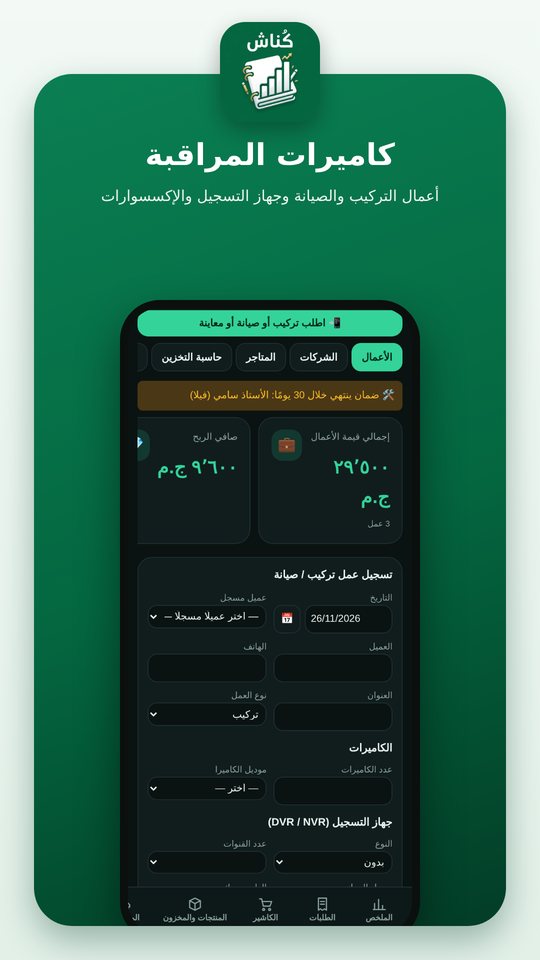 كُناش
كاميرات المراقبة
أعمال التركيب والصيانة وجهاز التسجيل والإكسسوارات
📲 اطلب تركيب أو صيانة أو معاينة
الأعمال الشركات المتاجر حاسبة التخزين
🛠️ ضمان ينتهي خلال 30 يومًا: الأستاذ سامي (فيلا)
إجمالي قيمة الأعمال
٢٩٬٥٠٠ ج.م
3 عمل
صافي الربح
٩٬٦٠٠ ج.م
تسجيل عمل تركيب / صيانة
التاريخ عميل مسجل
26/11/2026 — اختر عميلا مسجلا —
العميل الهاتف
العنوان نوع العمل
تركيب
الكاميرات
عدد الكاميرات موديل الكاميرا
— اختر —
جهاز التسجيل (DVR / NVR)
النوع عدد القنوات
بدون
الملخص الطلبات الكاشير المنتجات والمخزون